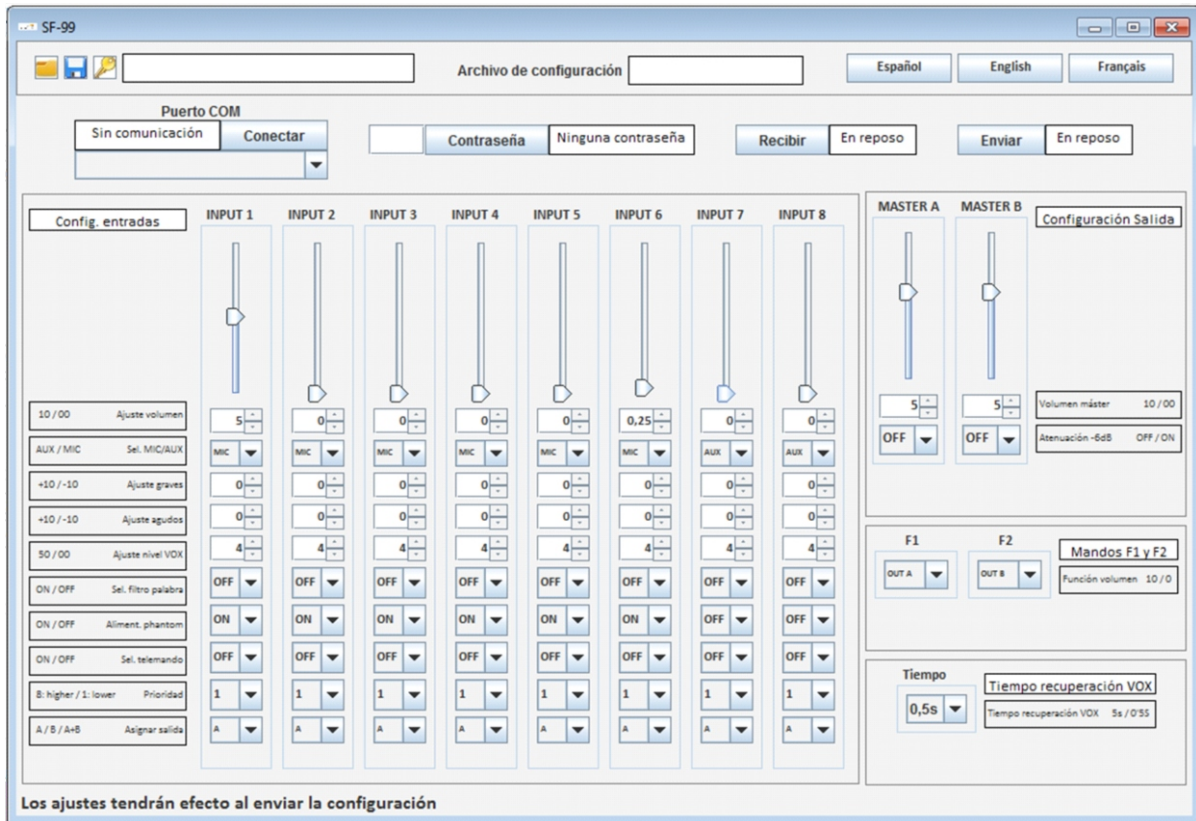 SF-99
Archivo de configuración
Español English Français
Puerto COM
Sin comunicación Conectar Contraseña Ninguna contraseña Recibir En reposo Enviar En reposo
Config. entradas INPUT 1 INPUT 2 INPUT 3 INPUT 4 INPUT 5 INPUT 6 INPUT 7 INPUT 8
10 / 00 Ajuste volumen 5 0 0 0 0 0,25 0 0
AUX / MIC Sel. MIC/AUX MIC MIC MIC MIC MIC MIC AUX AUX
+10 / -10 Ajuste graves 0 0 0 0 0 0 0 0
+10 / -10 Ajuste agudos 0 0 0 0 0 0 0 0
50 / 00 Ajuste nivel VOX 4 4 4 4 4 4 4 4
ON / OFF Sel. filtro palabra OFF OFF OFF OFF OFF OFF OFF OFF
ON / OFF Aliment. phantom ON ON ON ON ON ON OFF OFF
ON / OFF Sel. telemando OFF OFF OFF OFF OFF OFF OFF OFF
8: higher / 1: lower Prioridad 1 1 1 1 1 1 1 1
A / B / A+B Asignar salida A A A A A A A A
MASTER A MASTER B Configuración Salida
5 5 Volumen máster 10 / 00
OFF OFF Atenuación -6dB OFF / ON
F1 F2 Mandos F1 y F2
OUT A OUT B Función volumen 10 / 0
Tiempo Tiempo recuperación VOX
0,5s Tiempo recuperación VOX 5s / 0'5S
Los ajustes tendrán efecto al enviar la configuración